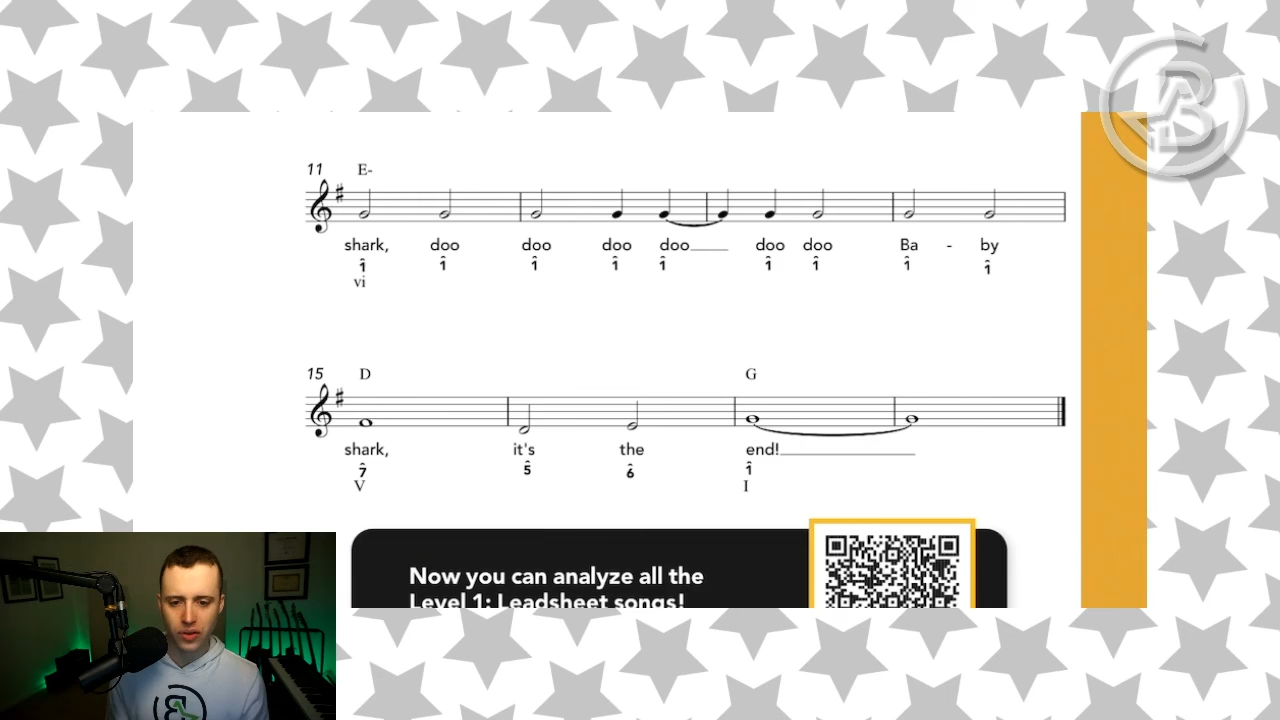 11 E-
shark, doo doo doo doo doo doo Ba - by
1̂ 1̂ 1̂ 1̂ 1̂ 1̂ 1̂ 1̂ 1̂
vi
15 D G
shark, it's the end!
7̂ 5̂ 6̂ 1̂
V I
Now you can analyze all the
Level 1: Leadsheet songs!